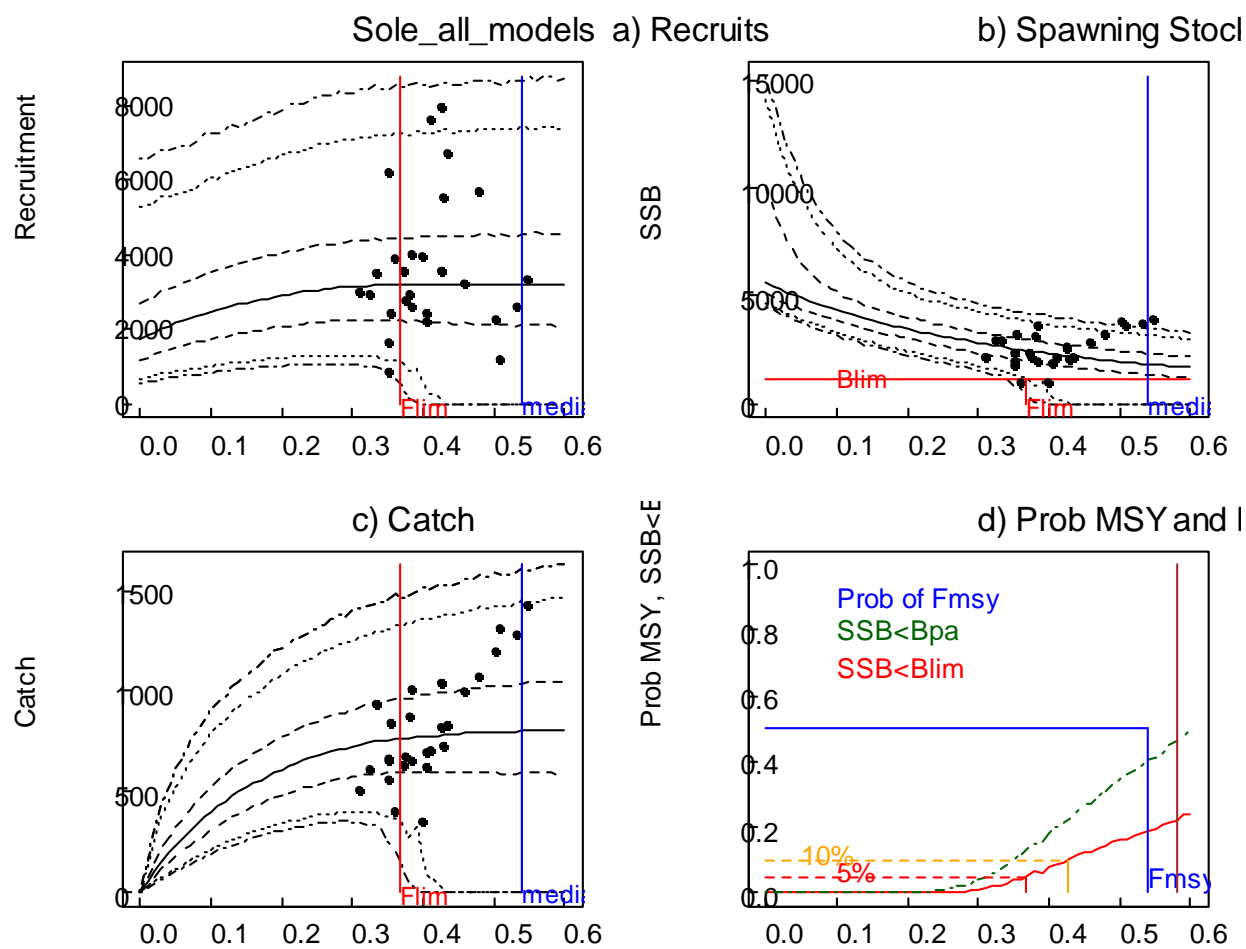 Sole_all_models a) Recruits
Recruitment
8000
6000
4000
2000
0
Flim
media
0.0 0.1 0.2 0.3 0.4 0.5 0.6
b) Spawning Stock
SSB
15000
10000
5000
0
Blim
Flim
media
0.0 0.1 0.2 0.3 0.4 0.5 0.6
c) Catch
Catch
1500
1000
500
0
Flim
media
0.0 0.1 0.2 0.3 0.4 0.5 0.6
d) Prob MSY and
Prob MSY, SSB<B
1.0
0.8
0.6
0.4
0.2
0.0
Prob of Fmsy
SSB<Bpa
SSB<Blim
10%
5%
Fmsy
0.0 0.1 0.2 0.3 0.4 0.5 0.6